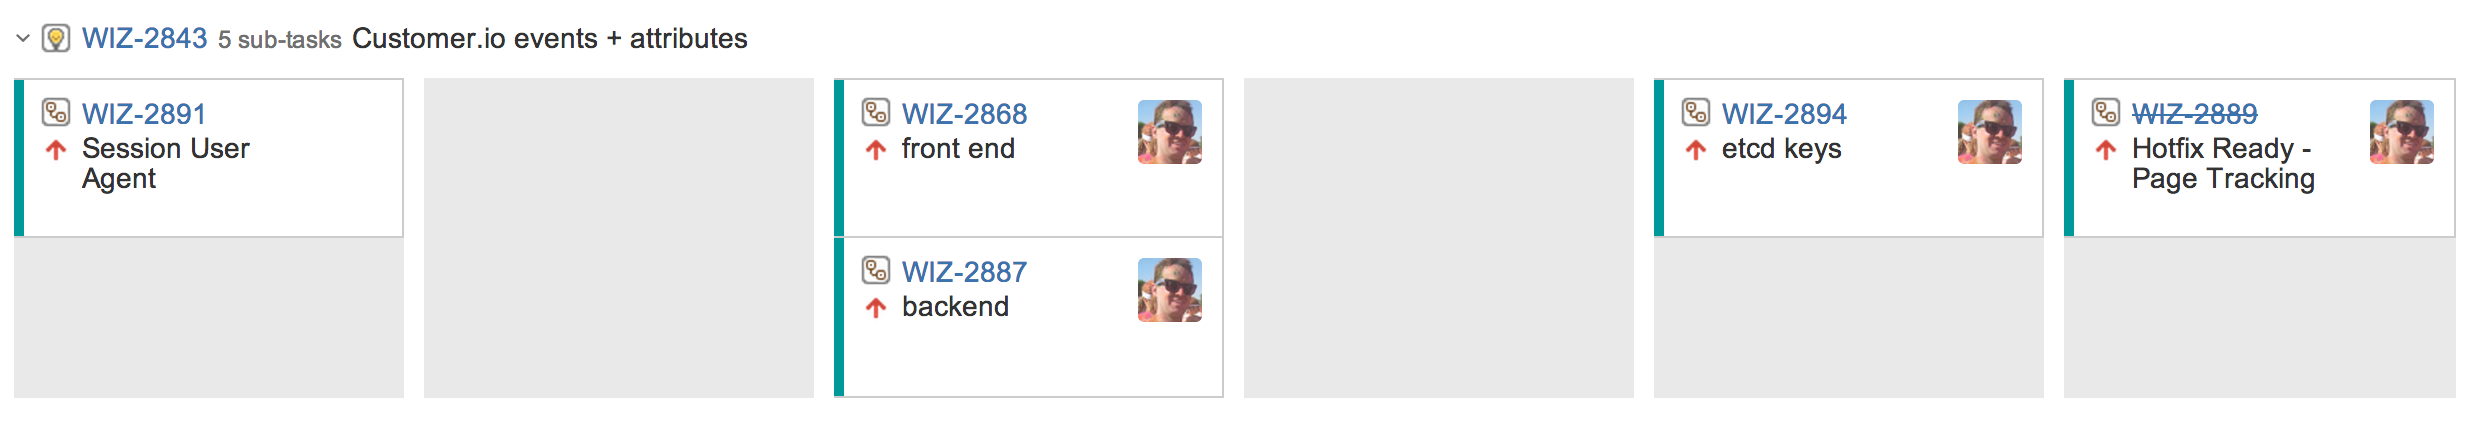 WIZ-2843 5 sub-tasks Customer.io events + attributes
WIZ-2891
Session User
Agent
WIZ-2868
front end
WIZ-2887
backend
WIZ-2894
etcd keys
WIZ-2889
Hotfix Ready -
Page Tracking